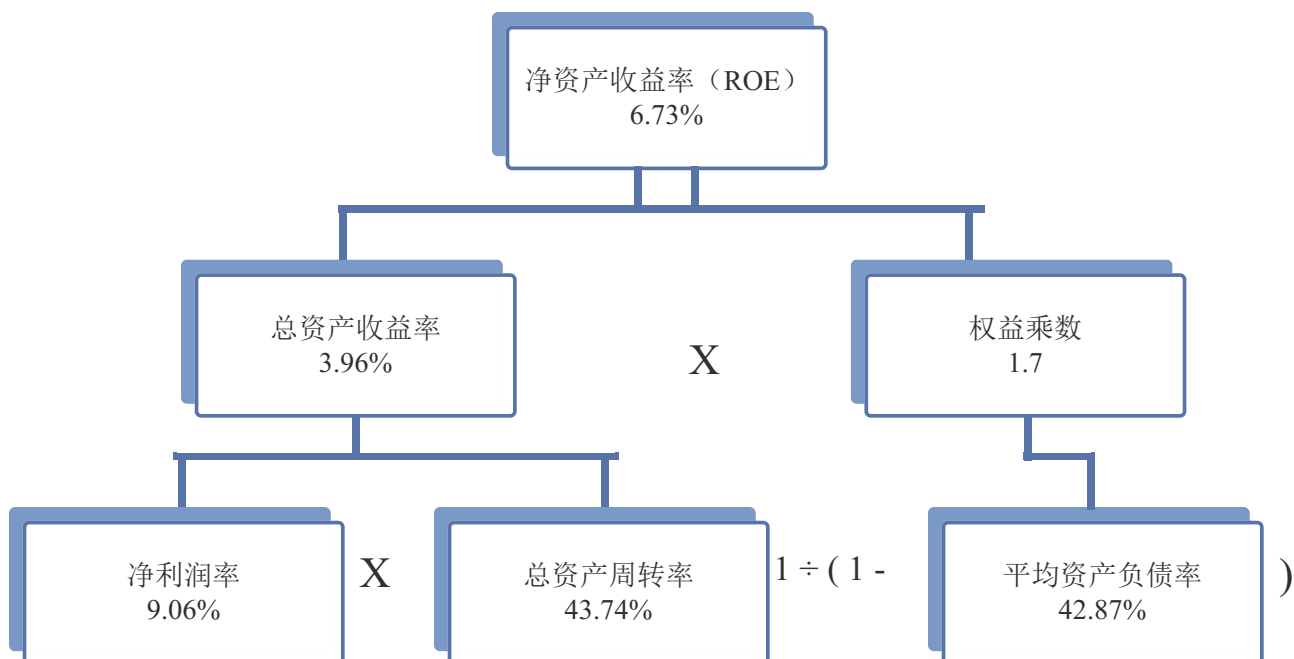 净资产收益率（ROE）
6.73%
总资产收益率
3.96%
X
权益乘数
1.7
净利润率
9.06%
X
总资产周转率
43.74%
1 ÷ ( 1 -
平均资产负债率
42.87%
)